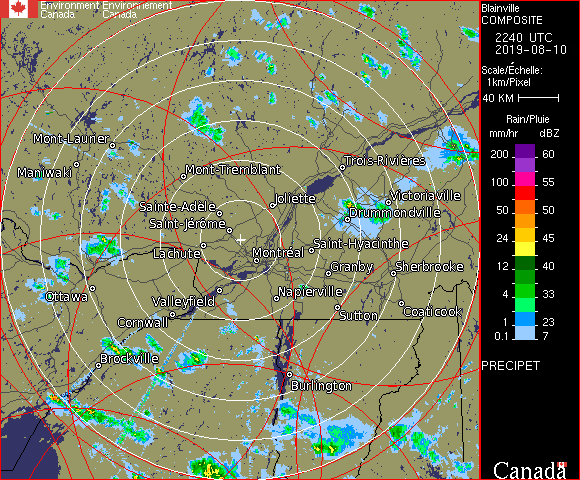 Environment Environnement
Canada Canada
Blainville
COMPOSITE
2240 UTC
2019-08-10
Scale/Échelle:
1km/Pixel
40 KM
Rain/Pluie
mm/hr dBZ
200 60
100 55
50 50
24 45
12 40
4 33
1 23
0.1 7
PRECIPET
Canada
Mont-Laurier
Maniwaki
Mont-Tremblant
Trois-Rivières
Sainte-Adèle
Joliette
Victoriaville
Drummondville
Saint-Jérôme
Lachute
Montréal
Saint-Hyacinthe
Granby
Sherbrooke
Ottawa
Valleyfield
Napierville
Cornwall
Sutton
Coaticook
Brockville
Burlington